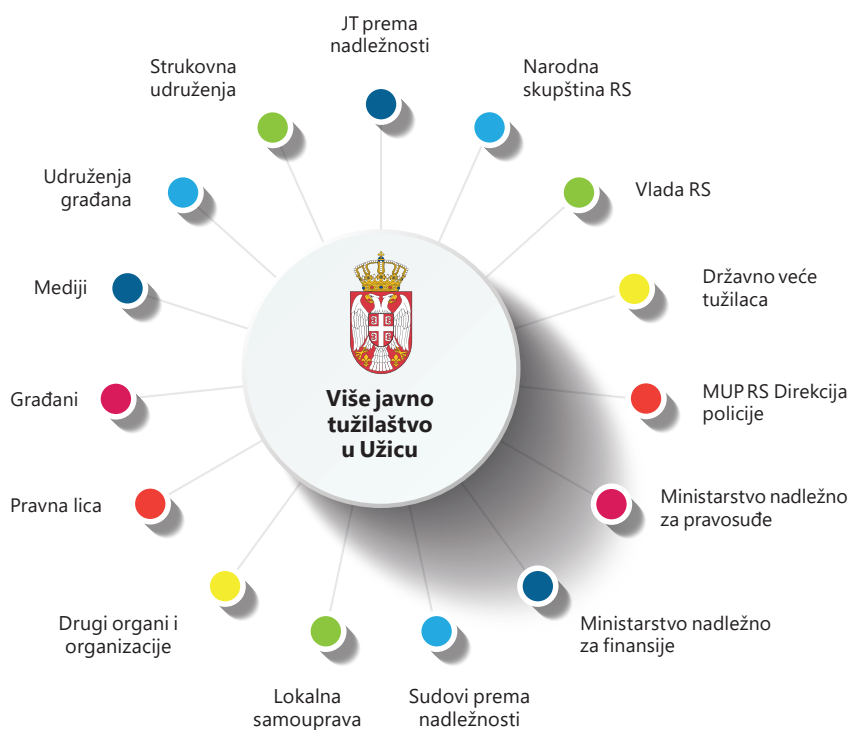 JT prema
nadležnosti
Narodna
skupština RS
Vlada RS
Državno veće
tužilaca
MUP RS Direkcija
policije
Ministarstvo nadležno
za pravosuđe
Ministarstvo nadležno
za finansije
Sudovi prema
nadležnosti
Lokalna
samouprava
Drugi organi i
organizacije
Pravna lica
Građani
Mediji
Udruženja
građana
Strukovna
udruženja
Više javno
tužilaštvo
u Užicu